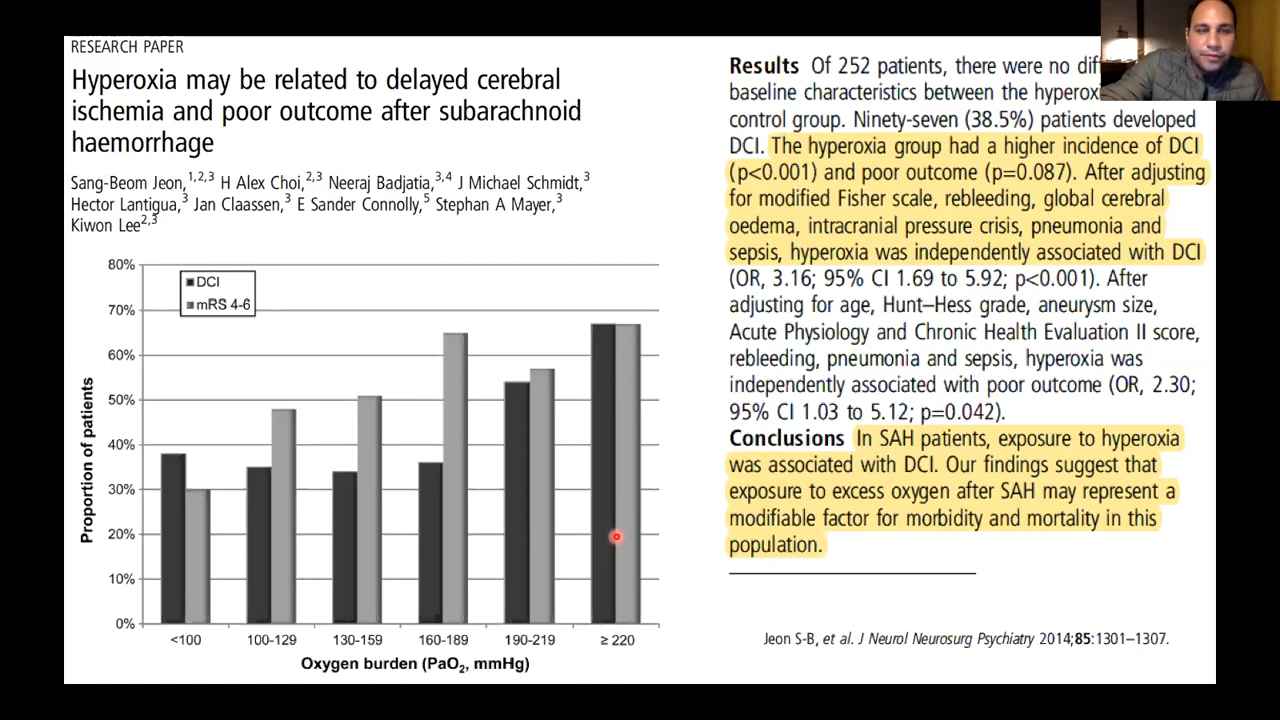 RESEARCH PAPER
Hyperoxia may be related to delayed cerebral
ischemia and poor outcome after subarachnoid
haemorrhage
Sang-Beom Jeon,1,2,3 H Alex Choi,2,3 Neeraj Badjatia,3,4 J Michael Schmidt,3
Hector Lantigua,3 Jan Claassen,3 E Sander Connolly,5 Stephan A Mayer,3
Kiwon Lee2,3
80%
70%
60%
50%
40%
30%
20%
10%
0%
DCI
mRS 4-6
Proportion of patients
<100 100-129 130-159 160-189 190-219 ≥ 220
Oxygen burden (PaO2, mmHg)
Results Of 252 patients, there were no
baseline characteristics between the
control group. Ninety-seven (38.5%) patients developed
DCI. The hyperoxia group had a higher incidence of DCI
(p<0.001) and poor outcome (p=0.087). After adjusting
for modified Fisher scale, rebleeding, global cerebral
oedema, intracranial pressure crisis, pneumonia and
sepsis, hyperoxia was independently associated with DCI
(OR, 3.16; 95% CI 1.69 to 5.92; p<0.001). After
adjusting for age, Hunt–Hess grade, aneurysm size,
Acute Physiology and Chronic Health Evaluation II score,
rebleeding, pneumonia and sepsis, hyperoxia was
independently associated with poor outcome (OR, 2.30;
95% CI 1.03 to 5.12; p=0.042).
Conclusions In SAH patients, exposure to hyperoxia
was associated with DCI. Our findings suggest that
exposure to excess oxygen after SAH may represent a
modifiable factor for morbidity and mortality in this
population.
Jeon S-B, et al. J Neurol Neurosurg Psychiatry 2014;85:1301–1307.